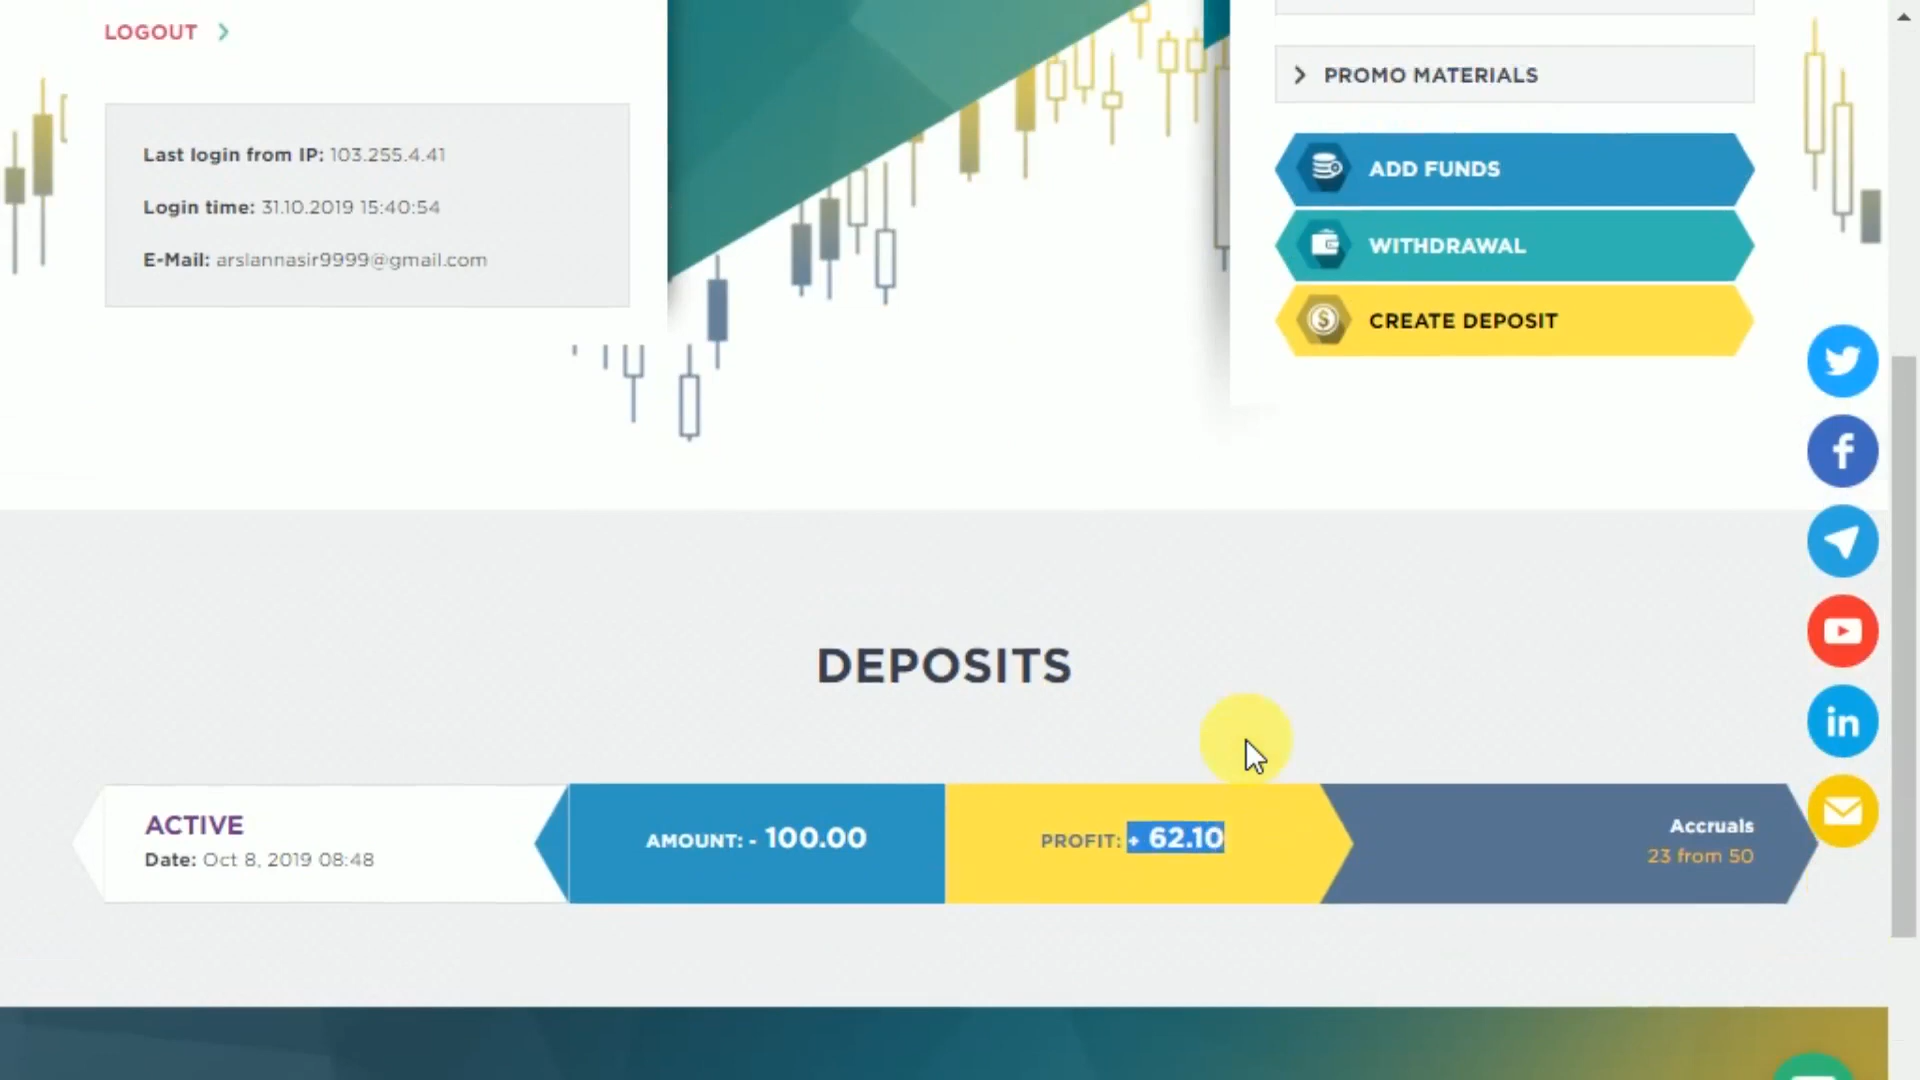 LOGOUT
Last login from IP: 103.255.4.41
Login time: 31.10.2019 15:40:54
E-Mail: arslannasir9999@gmail.com
PROMO MATERIALS
ADD FUNDS
WITHDRAWAL
CREATE DEPOSIT
DEPOSITS
ACTIVE
Date: Oct 8, 2019 08:48
AMOUNT: - 100.00
PROFIT: + 62.10
Accruals
23 from 50